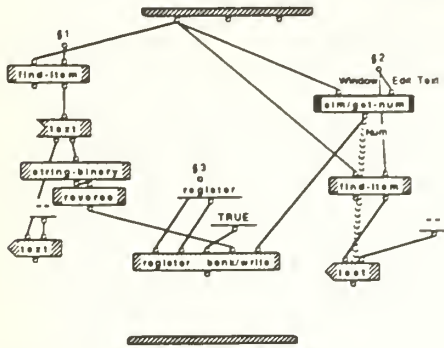 §1
find-item
text
string-binary
reverse
--
text
§3
register
TRUE
register bank/write
§2
Window Edit Text
sim/get-num
Num
find-item
--
text